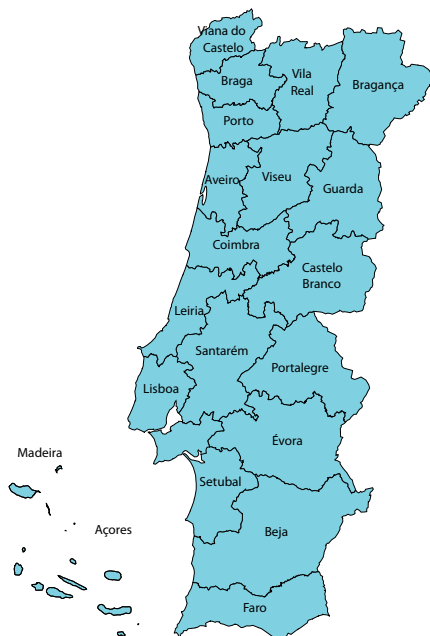 Viana do
Castelo
Braga
Vila
Real
Bragança
Porto
Aveiro
Viseu
Guarda
Coimbra
Castelo
Branco
Leiria
Santarém
Portalegre
Lisboa
Évora
Madeira
Setubal
Açores
Beja
Faro